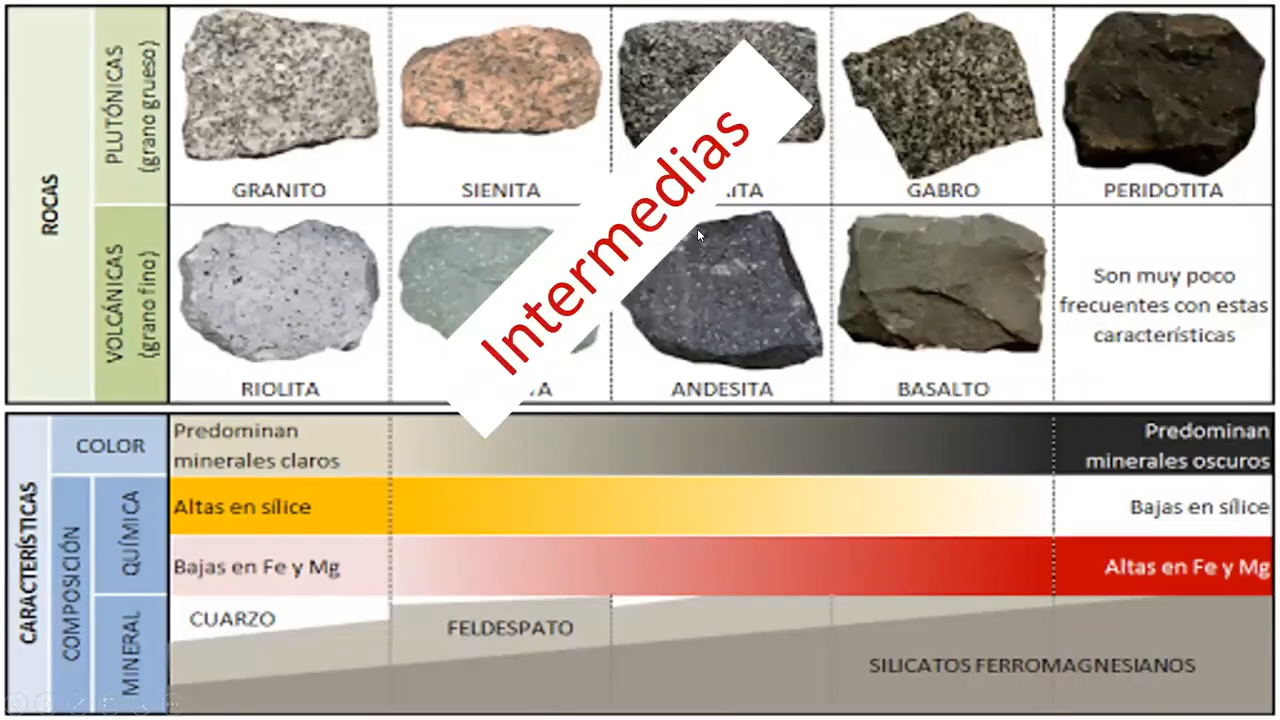 ROCAS
PLUTÓNICAS
(grano grueso)
GRANITO
SIENITA
GABRO
PERIDOTITA
Intermedias
VOLCÁNICAS
(grano fino)
RIOLITA
ANDESITA
BASALTO
Son muy poco
frecuentes con estas
características
CARACTERÍSTICAS
COLOR
Predominan
minerales claros
Predominan
minerales oscuros
COMPOSICIÓN
QUÍMICA
Altas en sílice
Bajas en sílice
Bajas en Fe y Mg
Altas en Fe y Mg
MINERAL
CUARZO
FELDESPATO
SILICATOS FERROMAGNESIANOS